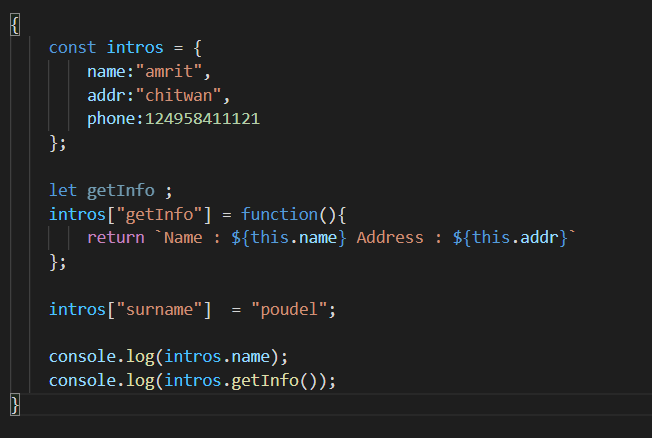 {
    const intros = {
        name:"amrit",
        addr:"chitwan",
        phone:124958411121
    };

    let getInfo ;
    intros["getInfo"] = function(){
        return `Name : ${this.name} Address : ${this.addr}`
    };

    intros["surname"]  = "poudel";

    console.log(intros.name);
    console.log(intros.getInfo());
}